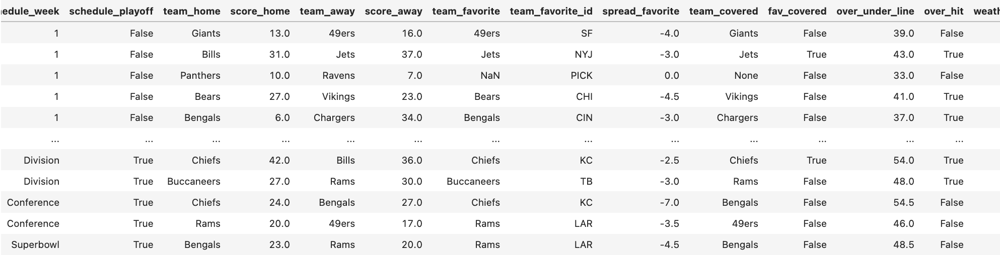 edule_week schedule_playoff team_home score_home team_away score_away team_favorite team_favorite_id spread_favorite team_covered fav_covered over_under_line over_hit weath
1 False Giants 13.0 49ers 16.0 49ers SF -4.0 Giants False 39.0 False
1 False Bills 31.0 Jets 37.0 Jets NYJ -3.0 Jets True 43.0 True
1 False Panthers 10.0 Ravens 7.0 NaN PICK 0.0 None False 33.0 False
1 False Bears 27.0 Vikings 23.0 Bears CHI -4.5 Vikings False 41.0 True
1 False Bengals 6.0 Chargers 34.0 Bengals CIN -3.0 Chargers False 37.0 True
... ... ... ... ... ... ... ... ... ... ... ... ...
Division True Chiefs 42.0 Bills 36.0 Chiefs KC -2.5 Chiefs True 54.0 True
Division True Buccaneers 27.0 Rams 30.0 Buccaneers TB -3.0 Rams False 48.0 True
Conference True Chiefs 24.0 Bengals 27.0 Chiefs KC -7.0 Bengals False 54.5 False
Conference True Rams 20.0 49ers 17.0 Rams LAR -3.5 49ers False 46.0 False
Superbowl True Bengals 23.0 Rams 20.0 Rams LAR -4.5 Bengals False 48.5 False